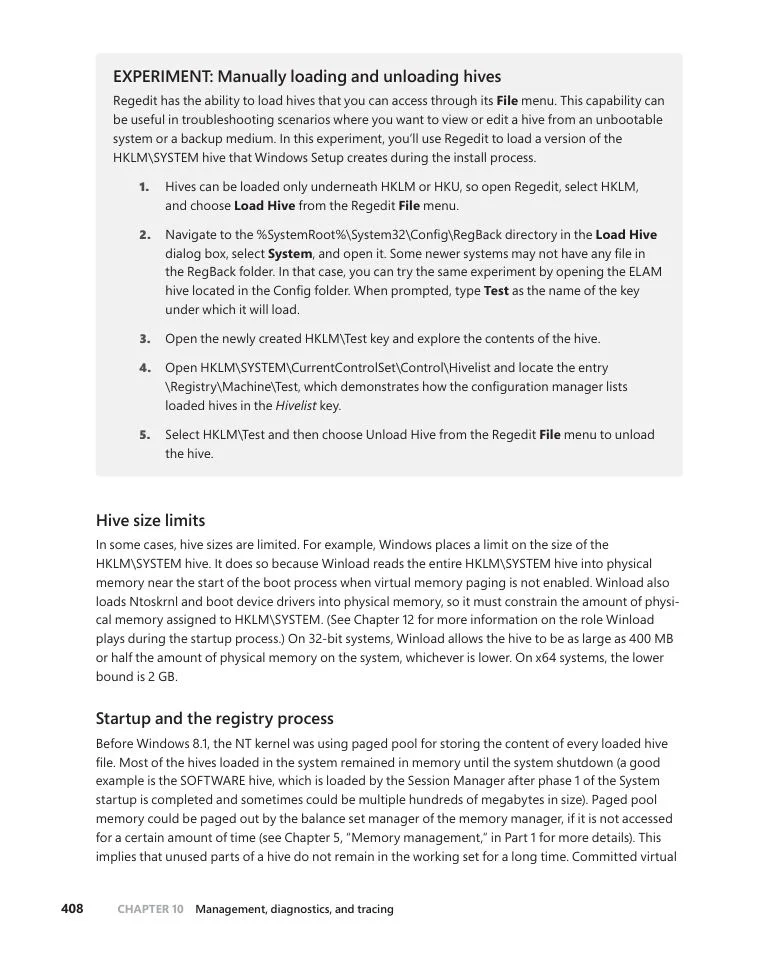 EXPERIMENT: Manually loading and unloading hives
Regedit has the ability to load hives that you can access through its File menu. This capability can
be useful in troubleshooting scenarios where you want to view or edit a hive from an unbootable
system or a backup medium. In this experiment, you’ll use Regedit to load a version of the
HKLM\SYSTEM hive that Windows Setup creates during the install process.
1. Hives can be loaded only underneath HKLM or HKU, so open Regedit, select HKLM,
and choose Load Hive from the Regedit File menu.
2. Navigate to the %SystemRoot%\System32\Config\RegBack directory in the Load Hive
dialog box, select System, and open it. Some newer systems may not have any file in
the RegBack folder. In that case, you can try the same experiment by opening the ELAM
hive located in the Config folder. When prompted, type Test as the name of the key
under which it will load.
3. Open the newly created HKLM\Test key and explore the contents of the hive.
4. Open HKLM\SYSTEM\CurrentControlSet\Control\Hivelist and locate the entry
\Registry\Machine\Test, which demonstrates how the configuration manager lists
loaded hives in the Hivelist key.
5. Select HKLM\Test and then choose Unload Hive from the Regedit File menu to unload
the hive.
Hive size limits
In some cases, hive sizes are limited. For example, Windows places a limit on the size of the
HKLM\SYSTEM hive. It does so because Winload reads the entire HKLM\SYSTEM hive into physical
memory near the start of the boot process when virtual memory paging is not enabled. Winload also
loads Ntoskrnl and boot device drivers into physical memory, so it must constrain the amount of physi-
cal memory assigned to HKLM\SYSTEM. (See Chapter 12 for more information on the role Winload
plays during the startup process.) On 32-bit systems, Winload allows the hive to be as large as 400 MB
or half the amount of physical memory on the system, whichever is lower. On x64 systems, the lower
bound is 2 GB.
Startup and the registry process
Before Windows 8.1, the NT kernel was using paged pool for storing the content of every loaded hive
file. Most of the hives loaded in the system remained in memory until the system shutdown (a good
example is the SOFTWARE hive, which is loaded by the Session Manager after phase 1 of the System
startup is completed and sometimes could be multiple hundreds of megabytes in size). Paged pool
memory could be paged out by the balance set manager of the memory manager, if it is not accessed
for a certain amount of time (see Chapter 5, “Memory management,” in Part 1 for more details). This
implies that unused parts of a hive do not remain in the working set for a long time. Committed virtual
408 CHAPTER 10 Management, diagnostics, and tracing